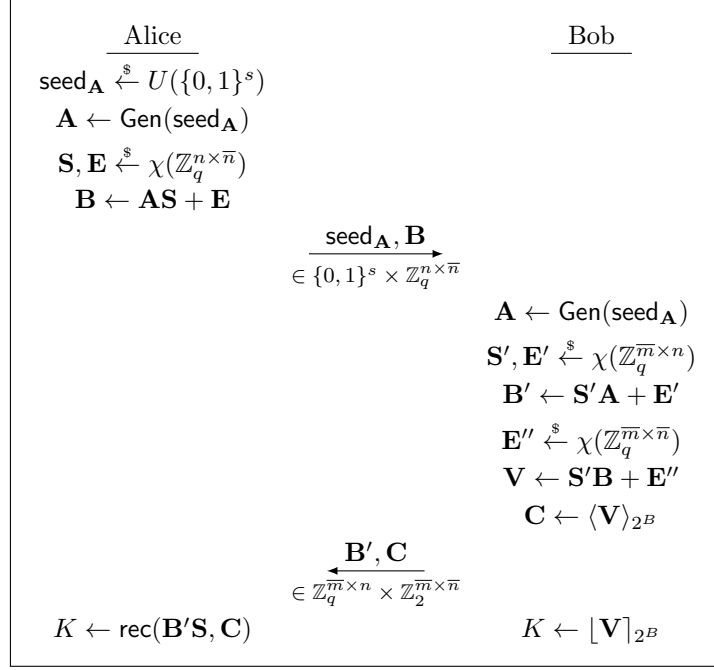 Alice Bob
seed_A ←$ U({0, 1}^s)
A ← Gen(seed_A)
S, E ←$ χ(ℤ_q^{n×n̅})
B ← AS + E
seed_A, B
∈ {0, 1}^s × ℤ_q^{n×n̅}
A ← Gen(seed_A)
S′, E′ ←$ χ(ℤ_q^{m̅×n})
B′ ← S′A + E′
E′′ ←$ χ(ℤ_q^{m̅×n̅})
V ← S′B + E′′
C ← ⟨V⟩_{2^B}
B′, C
∈ ℤ_q^{m̅×n} × ℤ_2^{m̅×n̅}
K ← rec(B′S, C) K ← ⌊V⌉_{2^B}